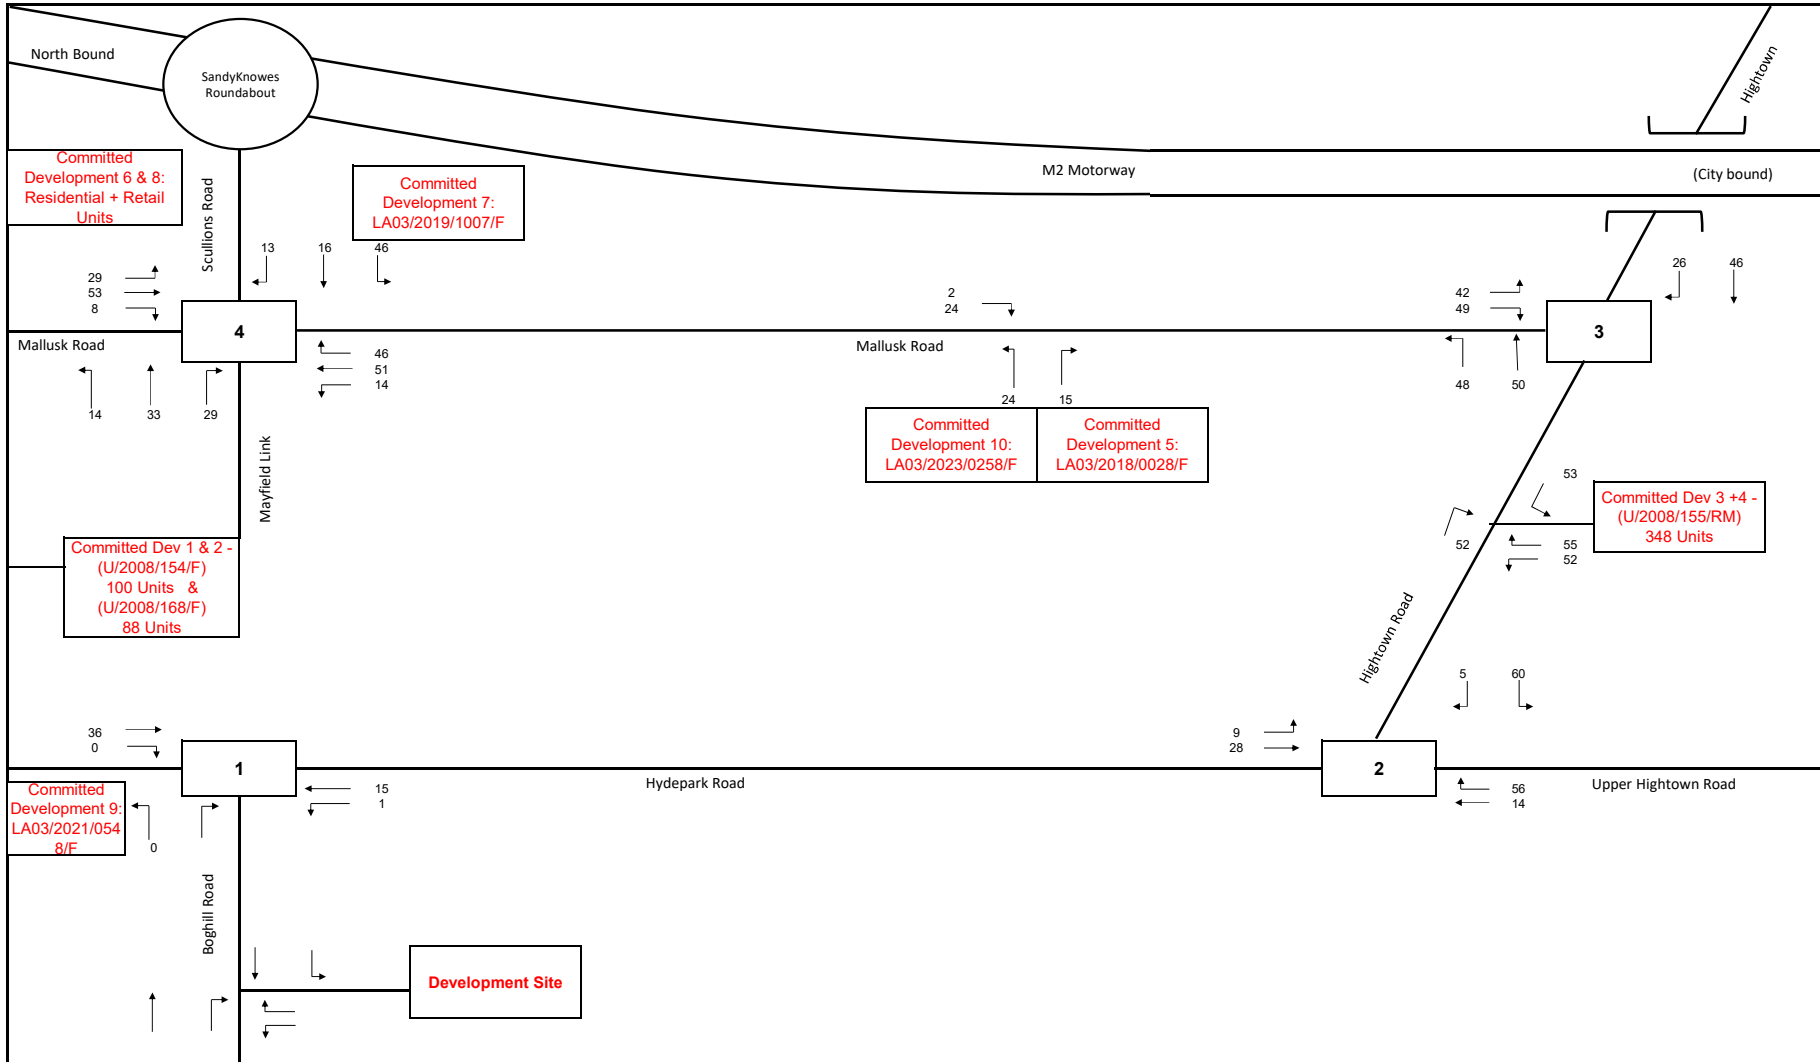 North Bound
SandyKnowes
Roundabout
Hightown
M2 Motorway
(City bound)
Committed
Development 6 & 8:
Residential + Retail
Units
Scullions Road
Committed
Development 7:
LA03/2019/1007/F
13
16
46
29
53
8
4
Mallusk Road
46
51
14
14
33
29
Mayfield Link
2
24
Mallusk Road
24
15
Committed
Development 10:
LA03/2023/0258/F
Committed
Development 5:
LA03/2018/0028/F
26
46
42
49
3
48
50
53
52
55
52
Committed Dev 3 +4 -
(U/2008/155/RM)
348 Units
Committed Dev 1 & 2 -
(U/2008/154/F)
100 Units &
(U/2008/168/F)
88 Units
Hightown Road
5
60
36
0
1
15
1
Hydepark Road
9
28
2
56
14
Upper Hightown Road
Committed
Development 9:
LA03/2021/054
8/F
0
Boghill Road
Development Site